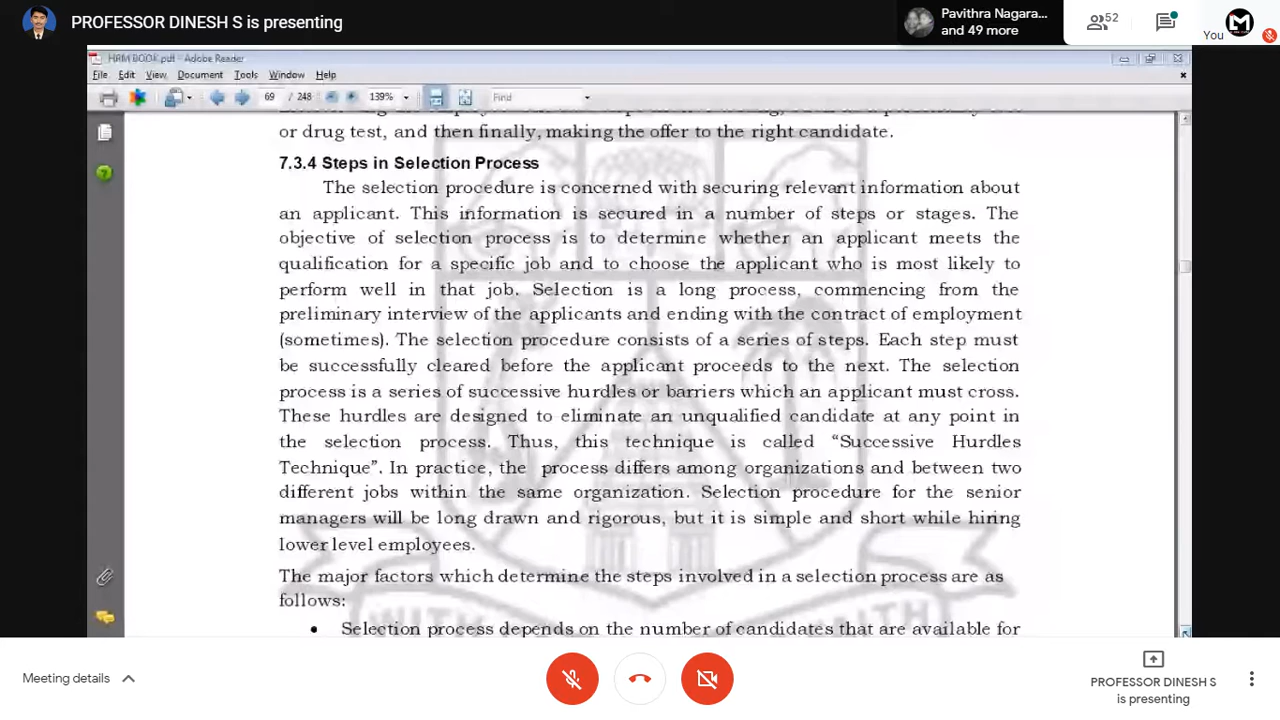 PROFESSOR DINESH S is presenting
Pavithra Nagara...
and 49 more
52
You
HRM BOOK.pdf - Adobe Reader
File Edit View Document Tools Window Help
69 / 248 139% Find
or drug test, and then finally, making the offer to the right candidate.
7.3.4 Steps in Selection Process
The selection procedure is concerned with securing relevant information about
an applicant. This information is secured in a number of steps or stages. The
objective of selection process is to determine whether an applicant meets the
qualification for a specific job and to choose the applicant who is most likely to
perform well in that job. Selection is a long process, commencing from the
preliminary interview of the applicants and ending with the contract of employment
(sometimes). The selection procedure consists of a series of steps. Each step must
be successfully cleared before the applicant proceeds to the next. The selection
process is a series of successive hurdles or barriers which an applicant must cross.
These hurdles are designed to eliminate an unqualified candidate at any point in
the selection process. Thus, this technique is called “Successive Hurdles
Technique”. In practice, the process differs among organizations and between two
different jobs within the same organization. Selection procedure for the senior
managers will be long drawn and rigorous, but it is simple and short while hiring
lower level employees.
The major factors which determine the steps involved in a selection process are as
follows:
• Selection process depends on the number of candidates that are available for
WITH
Meeting details
PROFESSOR DINESH S
is presenting